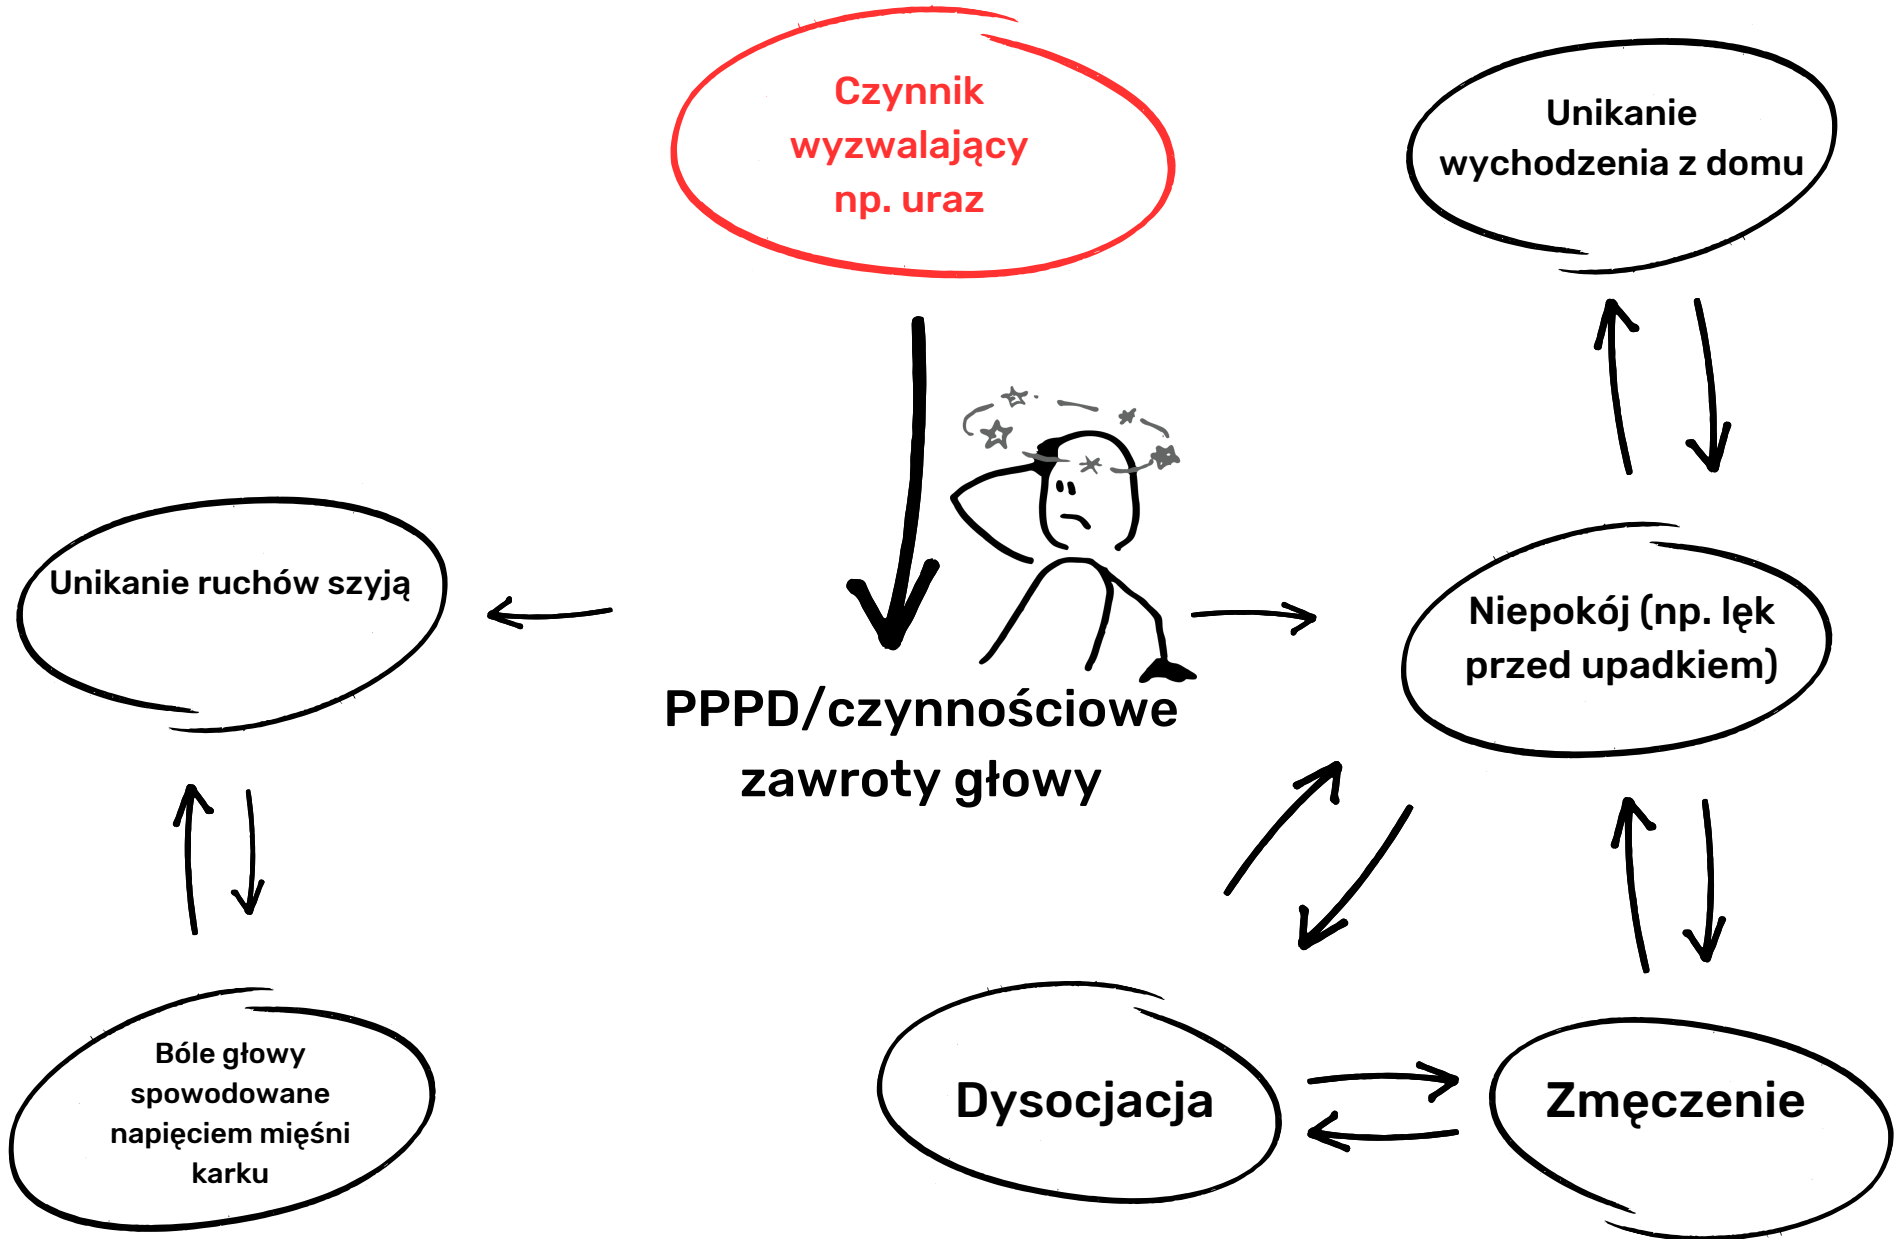 Czynnik
wyzwalający
np. uraz
Unikanie
wychodzenia z domu
Unikanie ruchów szyją
Niepokój (np. lęk
przed upadkiem)
PPPD/czynnościowe
zawroty głowy
Bóle głowy
spowodowane
napięciem mięśni
karku
Dysocjacja
Zmęczenie